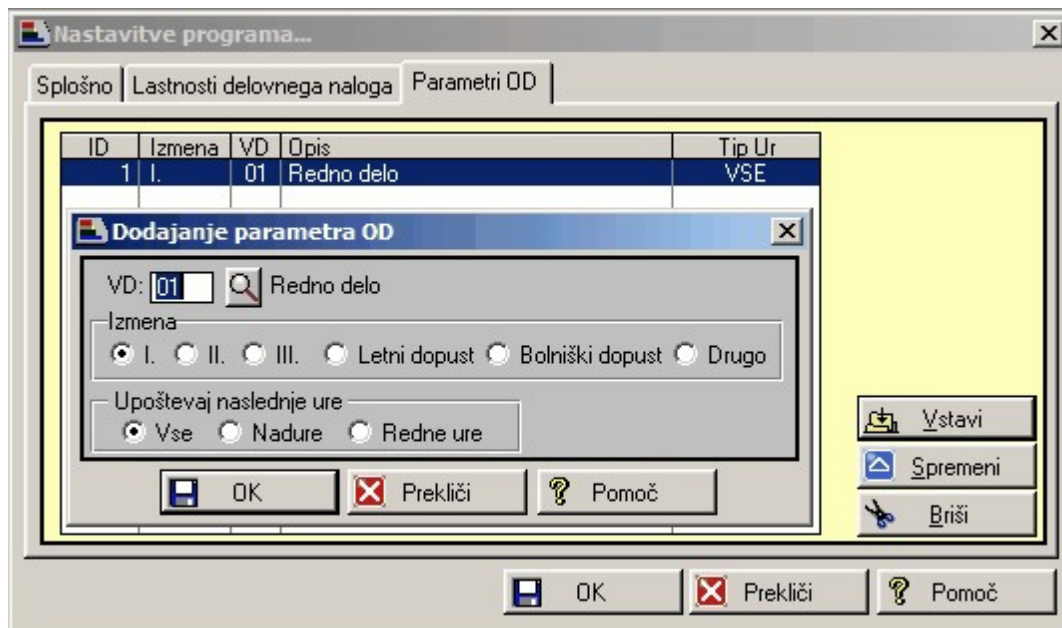 Nastavitve programa...
Splošno Lastnosti delovnega naloga Parametri OD
ID Izmena VD Opis Tip Ur
1 I. 01 Redno delo VSE
Dodajanje parametra OD
VD: 01 Redno delo
Izmena
I. II. III. Letni dopust Bolniški dopust Drugo
Upoštevaj naslednje ure
Vse Nadure Redne ure
OK Prekliči Pomoč
Vstavi
Spremeni
Briši
OK Prekliči Pomoč